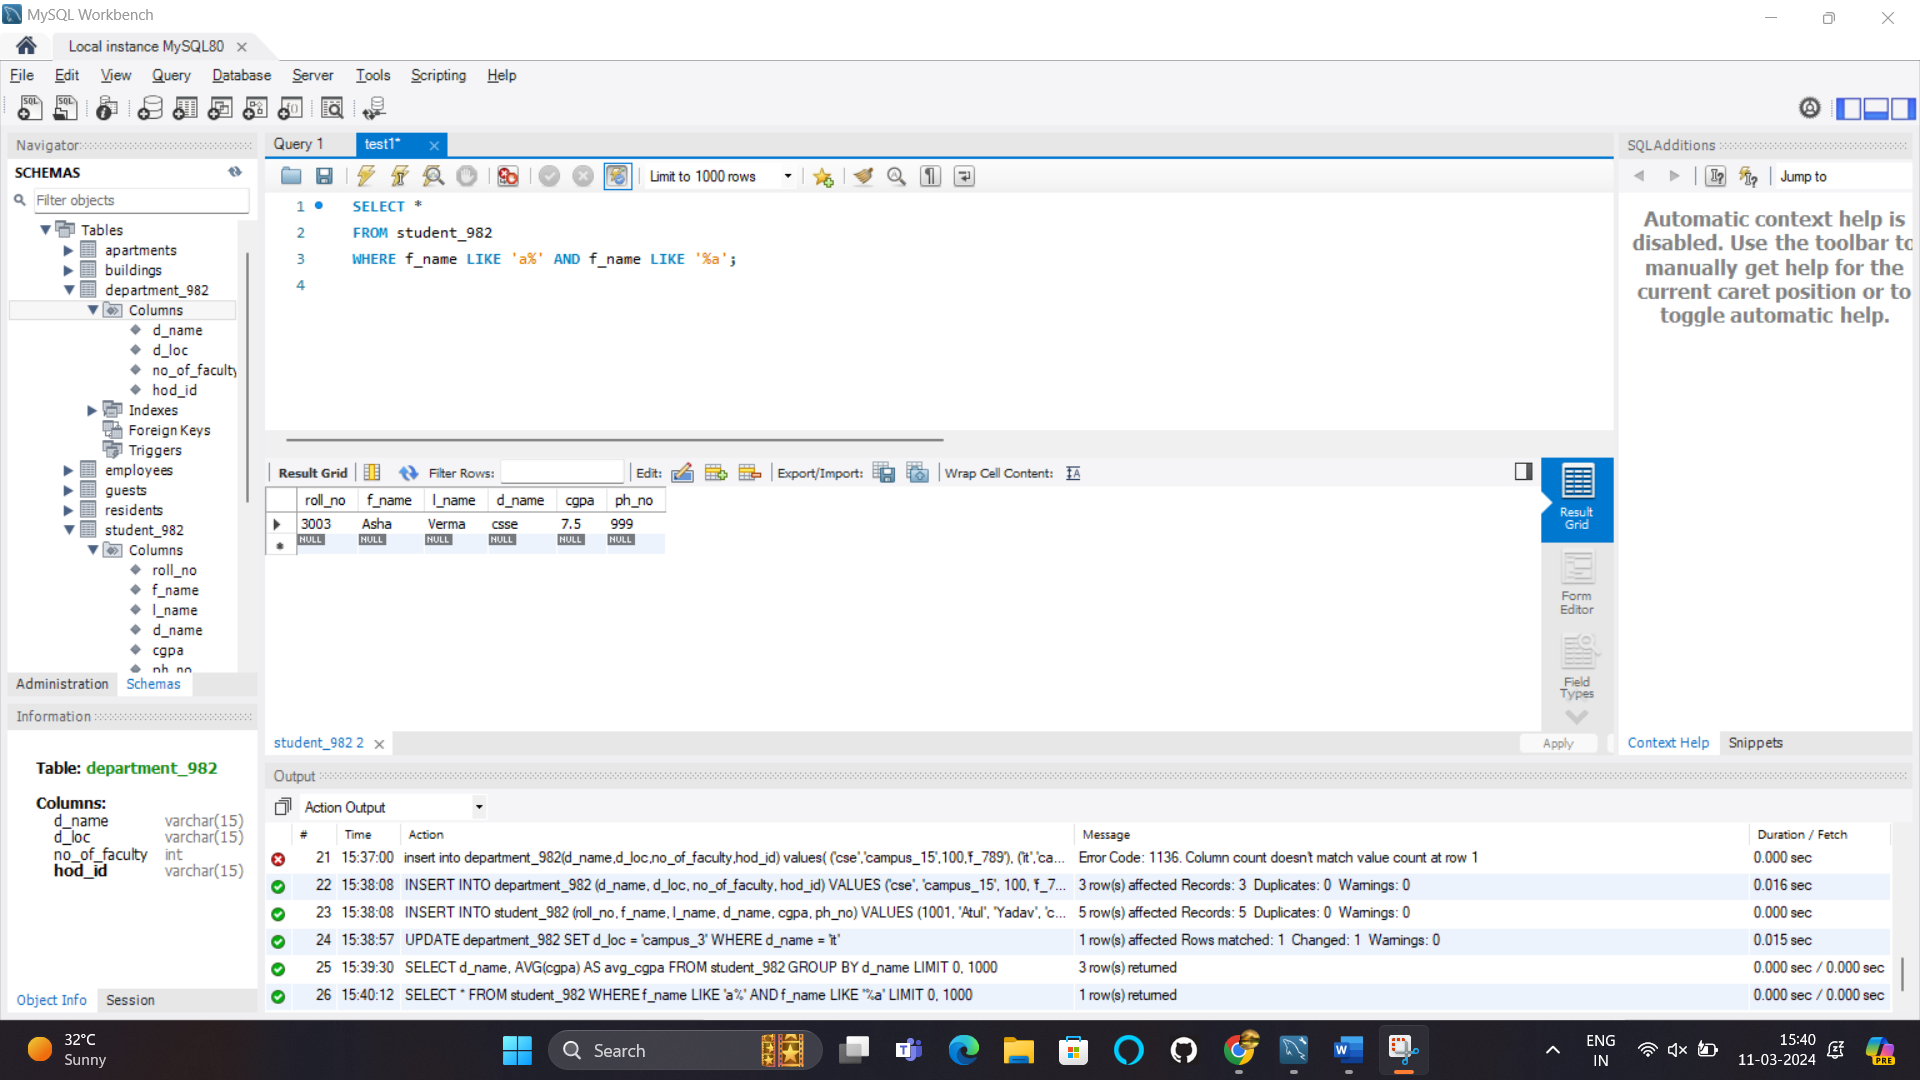 MySQL Workbench
Local instance MySQL80
File Edit View Query Database Server Tools Scripting Help
Navigator
SCHEMAS
Filter objects
Tables
apartments
buildings
department_982
Columns
d_name
d_loc
no_of_faculty
hod_id
Indexes
Foreign Keys
Triggers
employees
guests
residents
student_982
Columns
roll_no
f_name
l_name
d_name
cgpa
ph_no
Administration Schemas
Information
Table: department_982
Columns:
d_name varchar(15)
d_loc varchar(15)
no_of_faculty int
hod_id varchar(15)
Object Info Session
Query 1 test1*
Limit to 1000 rows
1 SELECT *
2 FROM student_982
3 WHERE f_name LIKE 'a%' AND f_name LIKE '%a';
4
Result Grid Filter Rows: Edit: Export/Import: Wrap Cell Content:
roll_no f_name l_name d_name cgpa ph_no
3003 Asha Verma csse 7.5 999
NULL NULL NULL NULL NULL NULL
Result
Grid
Form
Editor
Field
Types
student_982 2
Apply
SQLAdditions
Jump to
Automatic context help is
disabled. Use the toolbar to
manually get help for the
current caret position or to
toggle automatic help.
Context Help Snippets
Output
Action Output
# Time Action Message Duration / Fetch
21 15:37:00 insert into department_982(d_name,d_loc,no_of_faculty,hod_id) values( ('cse','campus_15',100,'f_789'), ('it','ca... Error Code: 1136. Column count doesn't match value count at row 1 0.000 sec
22 15:38:08 INSERT INTO department_982 (d_name, d_loc, no_of_faculty, hod_id) VALUES ('cse', 'campus_15', 100, 'f_7... 3 row(s) affected Records: 3 Duplicates: 0 Warnings: 0 0.016 sec
23 15:38:08 INSERT INTO student_982 (roll_no, f_name, l_name, d_name, cgpa, ph_no) VALUES (1001, 'Atul', 'Yadav', 'c... 5 row(s) affected Records: 5 Duplicates: 0 Warnings: 0 0.000 sec
24 15:38:57 UPDATE department_982 SET d_loc = 'campus_3' WHERE d_name = 'it' 1 row(s) affected Rows matched: 1 Changed: 1 Warnings: 0 0.015 sec
25 15:39:30 SELECT d_name, AVG(cgpa) AS avg_cgpa FROM student_982 GROUP BY d_name LIMIT 0, 1000 3 row(s) returned 0.000 sec / 0.000 sec
26 15:40:12 SELECT * FROM student_982 WHERE f_name LIKE 'a%' AND f_name LIKE '%a' LIMIT 0, 1000 1 row(s) returned 0.000 sec / 0.000 sec
32°C
Sunny
Search
ENG
IN
15:40
11-03-2024
PRE